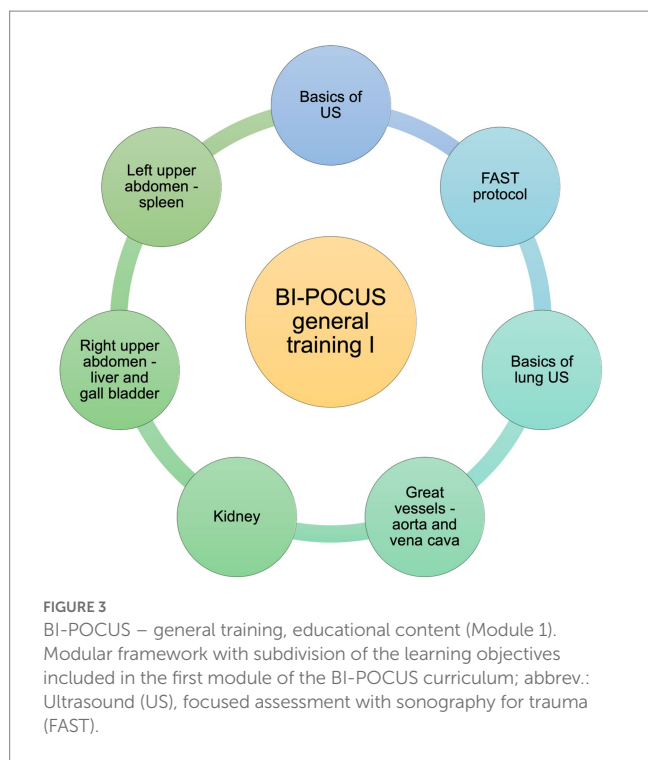 Basics of
US
FAST
protocol
Basics of
lung US
Great
vessels -
aorta and
vena cava
Kidney
Right upper
abdomen -
liver and
gall bladder
Left upper
abdomen -
spleen
BI-POCUS
general
training I
FIGURE 3
BI-POCUS – general training, educational content (Module 1).
Modular framework with subdivision of the learning objectives
included in the first module of the BI-POCUS curriculum; abbrev.:
Ultrasound (US), focused assessment with sonography for trauma
(FAST).